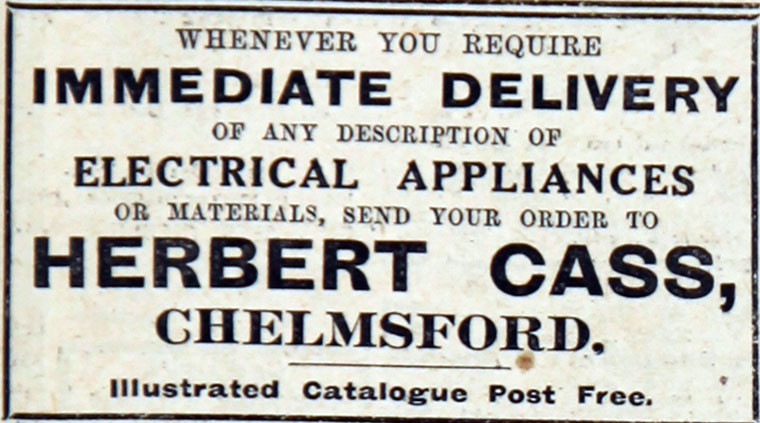 WHENEVER YOU REQUIRE
IMMEDIATE DELIVERY
OF ANY DESCRIPTION OF
ELECTRICAL APPLIANCES
OR MATERIALS, SEND YOUR ORDER TO
HERBERT CASS,
CHELMSFORD.
Illustrated Catalogue Post Free.